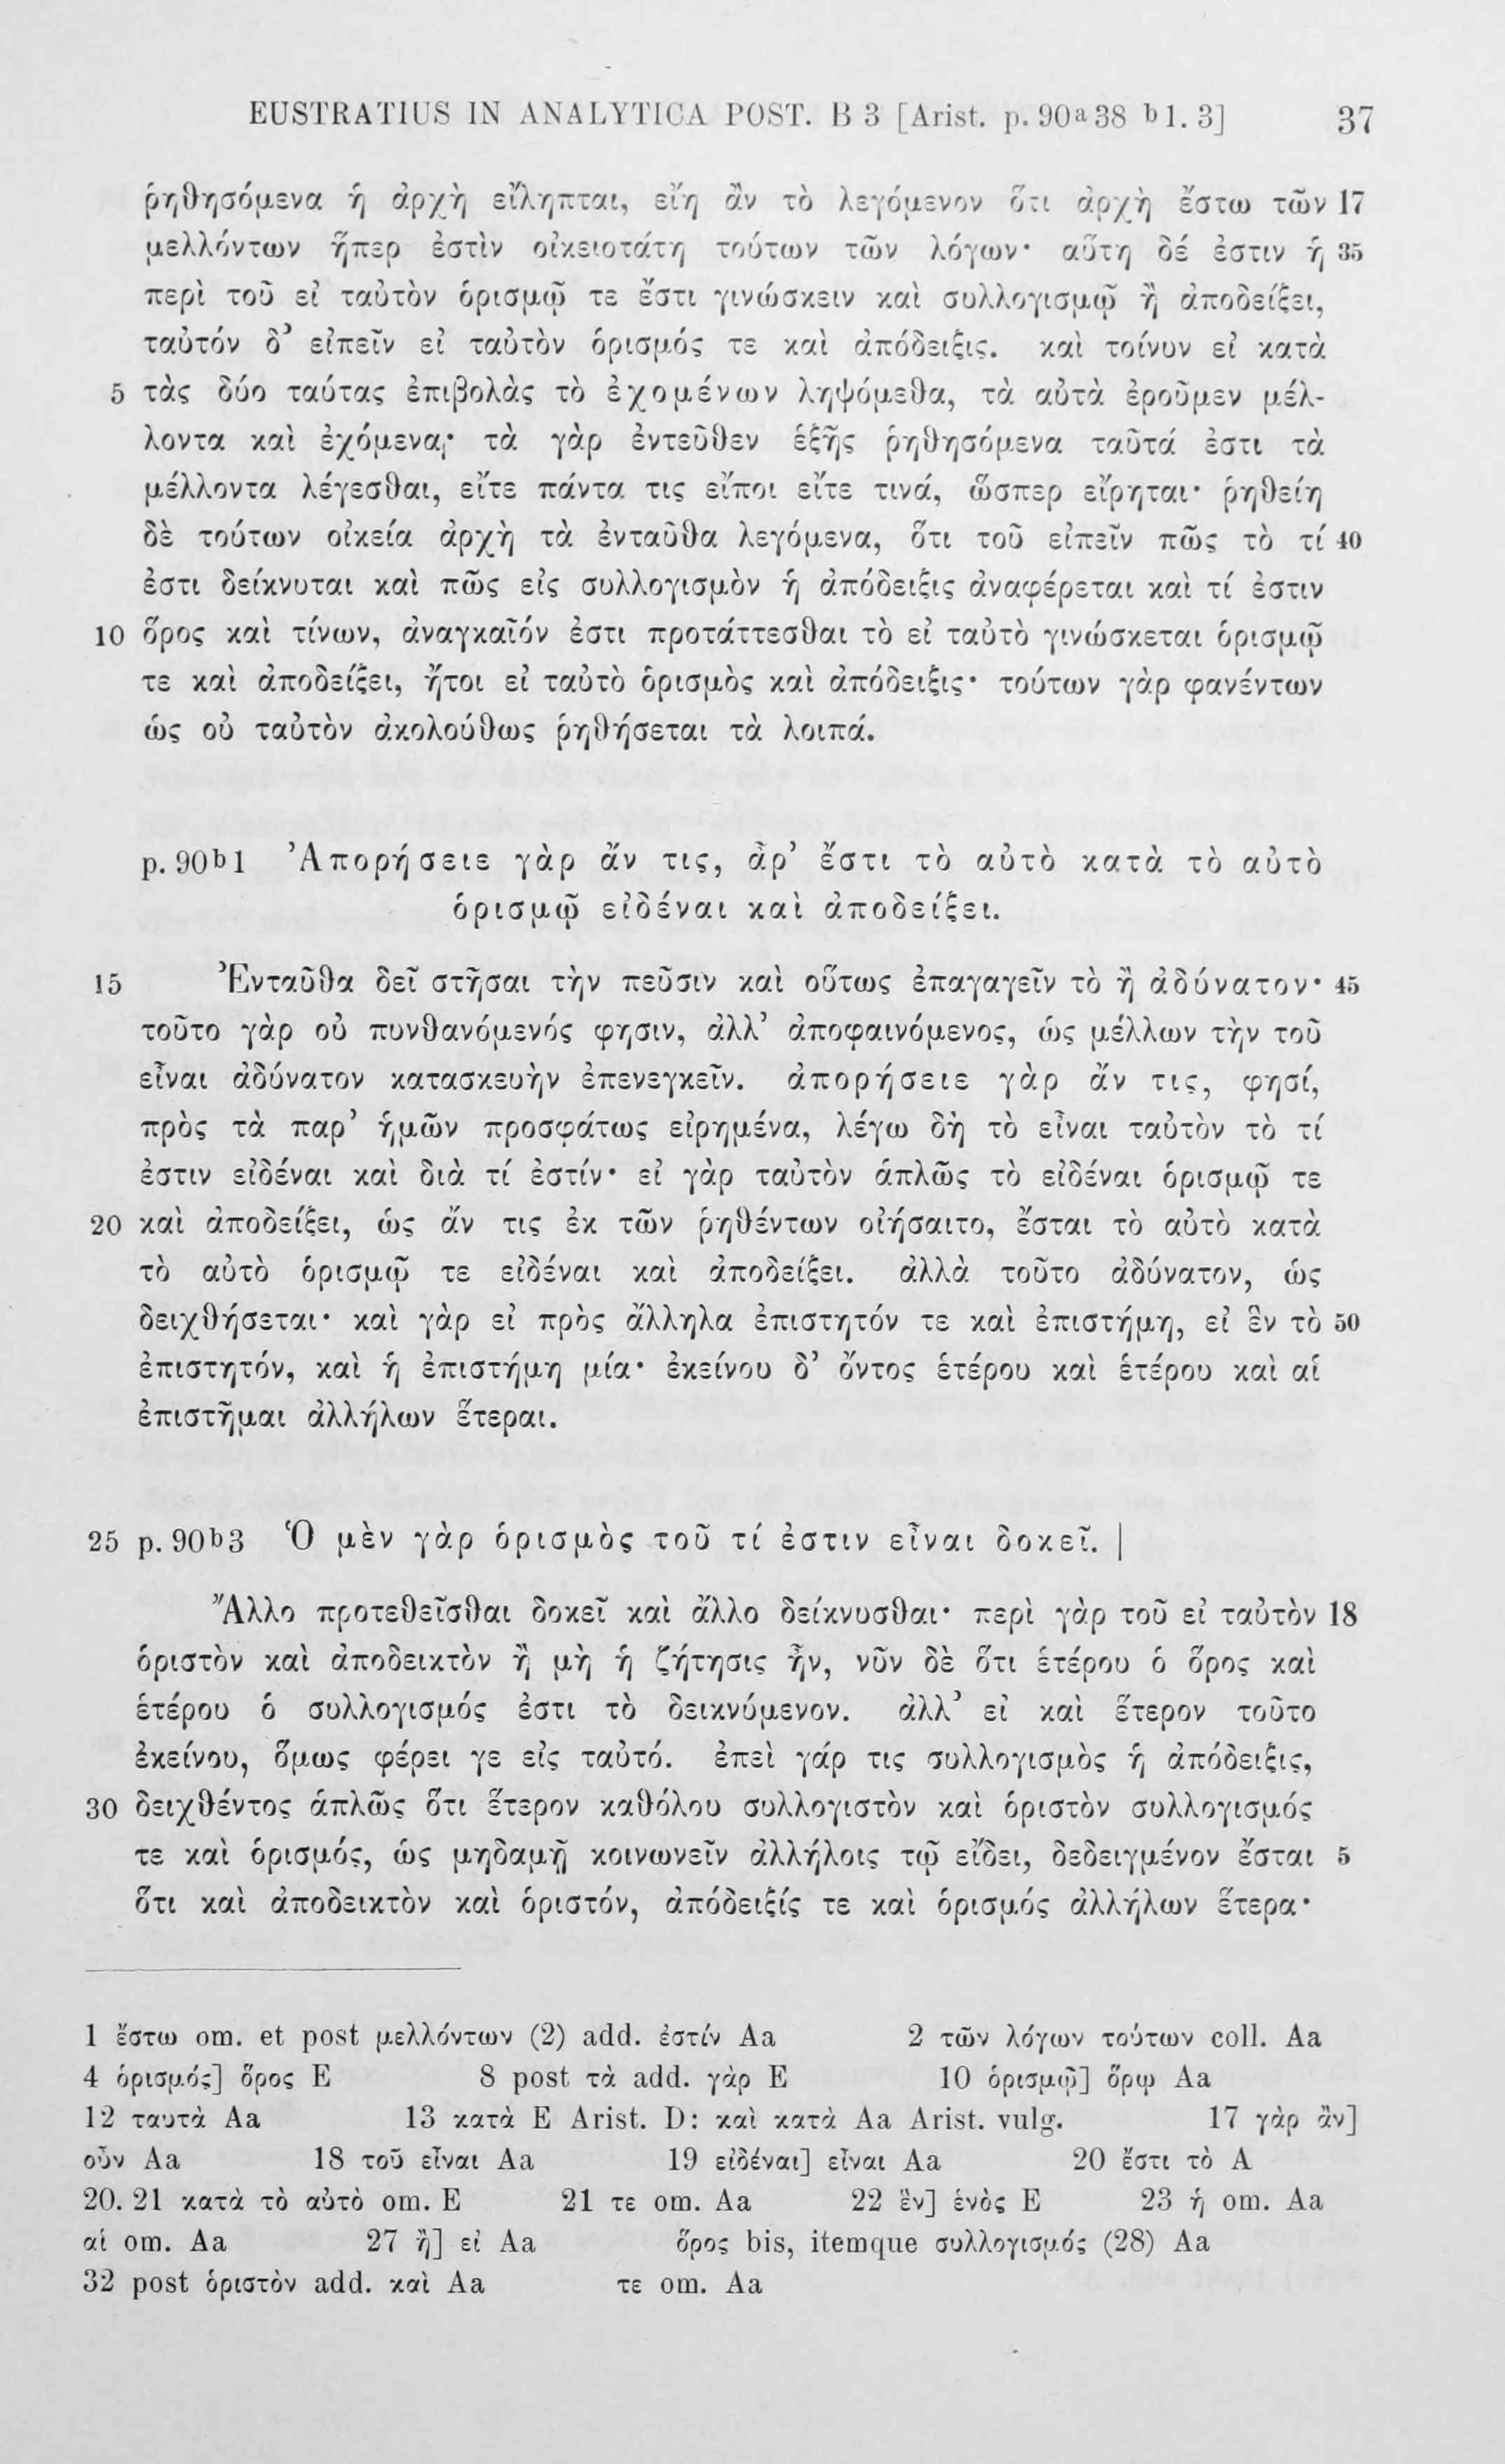 EUSTRATIUS IN ANALYTICA POST. B 3 [Arist. p. 90a38 b1. 3] 37
ῥηθησόμενα ἡ ἀρχὴ εἴληπται, εἴη ἂν τὸ λεγόμενον ὅτι ἀρχὴ ἔστω τῶν 17
μελλόντων ἥπερ ἐστὶν οἰκειοτάτη τούτων τῶν λόγων· αὕτη δέ ἐστιν ἡ 35
περὶ τοῦ εἰ ταὐτὸν ὁρισμῷ τε ἔστι γινώσκειν καὶ συλλογισμῷ ἢ ἀποδείξει,
ταὐτόν δ’ εἰπεῖν εἰ ταὐτὸν ὁρισμός τε καὶ ἀπόδειξις. καὶ τοίνυν εἰ κατὰ
5 τὰς δύο ταύτας ἐπιβολὰς τὸ ἐχομένων ληψόμεθα, τὰ αὐτὰ ἐροῦμεν μέλ-
λοντα καὶ ἐχόμενα· τὰ γὰρ ἐντεῦθεν ἑξῆς ῥηθησόμενα ταῦτά ἐστι τὰ
μέλλοντα λέγεσθαι, εἴτε πάντα τις εἴποι εἴτε τινά, ὥσπερ εἴρηται· ῥηθείη
δὲ τούτων οἰκεία ἀρχὴ τὰ ἐνταῦθα λεγόμενα, ὅτι τοῦ εἰπεῖν πῶς τὸ τί 40
ἐστι δείκνυται καὶ πῶς εἰς συλλογισμὸν ἡ ἀπόδειξις ἀναφέρεται καὶ τί ἐστιν
10 ὅρος καὶ τίνων, ἀναγκαῖόν ἐστι προτάττεσθαι τὸ εἰ ταὐτὸ γινώσκεται ὁρισμῷ
τε καὶ ἀποδείξει, ἤτοι εἰ ταὐτὸ ὁρισμὸς καὶ ἀπόδειξις· τούτων γὰρ φανέντων
ὡς οὐ ταὐτὸν ἀκολούθως ῥηθήσεται τὰ λοιπά.
p. 90b1 Ἀπορήσειε γὰρ ἄν τις, ἆρ’ ἔστι τὸ αὐτὸ κατὰ τὸ αὐτὸ
ὁρισμῷ εἰδέναι καὶ ἀποδείξει.
15 Ἐνταῦθα δεῖ στῆσαι τὴν πεῦσιν καὶ οὕτως ἐπαγαγεῖν τὸ ἢ ἀδύνατον· 45
τοῦτο γὰρ οὐ πυνθανόμενός φησιν, ἀλλ’ ἀποφαινόμενος, ὡς μέλλων τὴν τοῦ
εἶναι ἀδύνατον κατασκευὴν ἐπενεγκεῖν. ἀπορήσειε γὰρ ἄν τις, φησί,
πρὸς τὰ παρ’ ἡμῶν προσφάτως εἰρημένα, λέγω δὴ τὸ εἶναι ταὐτὸν τὸ τί
ἐστιν εἰδέναι καὶ διὰ τί ἐστίν· εἰ γὰρ ταὐτὸν ἁπλῶς τὸ εἰδέναι ὁρισμῷ τε
20 καὶ ἀποδείξει, ὡς ἄν τις ἐκ τῶν ῥηθέντων οἰήσαιτο, ἔσται τὸ αὐτὸ κατὰ
τὸ αὐτὸ ὁρισμῷ τε εἰδέναι καὶ ἀποδείξει. ἀλλὰ τοῦτο ἀδύνατον, ὡς
δειχθήσεται· καὶ γὰρ εἰ πρὸς ἄλληλα ἐπιστητόν τε καὶ ἐπιστήμη, εἰ ἓν τὸ 50
ἐπιστητόν, καὶ ἡ ἐπιστήμη μία· ἐκείνου δ’ ὄντος ἑτέρου καὶ ἑτέρου καὶ αἱ
ἐπιστῆμαι ἀλλήλων ἕτεραι.
25 p. 90b3 Ὁ μὲν γὰρ ὁρισμὸς τοῦ τί ἐστιν εἶναι δοκεῖ. |
Ἄλλο προτεθεῖσθαι δοκεῖ καὶ ἄλλο δείκνυσθαι· περὶ γὰρ τοῦ εἰ ταὐτὸν 18
ὁριστὸν καὶ ἀποδεικτὸν ἢ μὴ ἡ ζήτησις ἦν, νῦν δὲ ὅτι ἑτέρου ὁ ὅρος καὶ
ἑτέρου ὁ συλλογισμός ἐστι τὸ δεικνύμενον. ἀλλ’ εἰ καὶ ἕτερον τοῦτο
ἐκείνου, ὅμως φέρει γε εἰς ταὐτό. ἐπεὶ γάρ τις συλλογισμὸς ἡ ἀπόδειξις,
30 δειχθέντος ἁπλῶς ὅτι ἕτερον καθόλου συλλογιστὸν καὶ ὁριστὸν συλλογισμός
τε καὶ ὁρισμός, ὡς μηδαμῇ κοινωνεῖν ἀλλήλοις τῷ εἴδει, δεδειγμένον ἔσται 5
ὅτι καὶ ἀποδεικτὸν καὶ ὁριστόν, ἀπόδειξίς τε καὶ ὁρισμός ἀλλήλων ἕτερα·
1 ἔστω om. et post μελλόντων (2) add. ἐστίν Aa 2 τῶν λόγων τούτων coll. Aa
4 ὁρισμός] ὅρος E 8 post τὰ add. γὰρ E 10 ὁρισμῷ] ὅρῳ Aa
12 ταυτὰ Aa 13 κατὰ E Arist. D: καὶ κατὰ Aa Arist. vulg. 17 γὰρ ἄν]
οὖν Aa 18 τοῦ εἶναι Aa 19 εἰδέναι] εἶναι Aa 20 ἔστι τὸ A
20. 21 κατὰ τὸ αὐτὸ om. E 21 τε om. Aa 22 ἓν] ἑνὸς E 23 ἡ om. Aa
αἱ om. Aa 27 ἢ] εἰ Aa ὅρος bis, itemque συλλογισμός (28) Aa
32 post ὁριστὸν add. καὶ Aa τε om. Aa